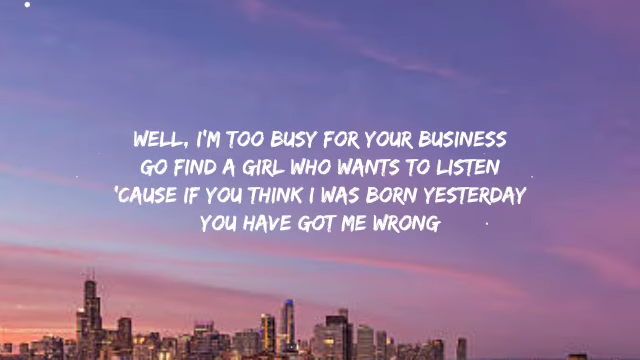 WELL, I'M TOO BUSY FOR YOUR BUSINESS
GO FIND A GIRL WHO WANTS TO LISTEN
'CAUSE IF YOU THINK I WAS BORN YESTERDAY
YOU HAVE GOT ME WRONG